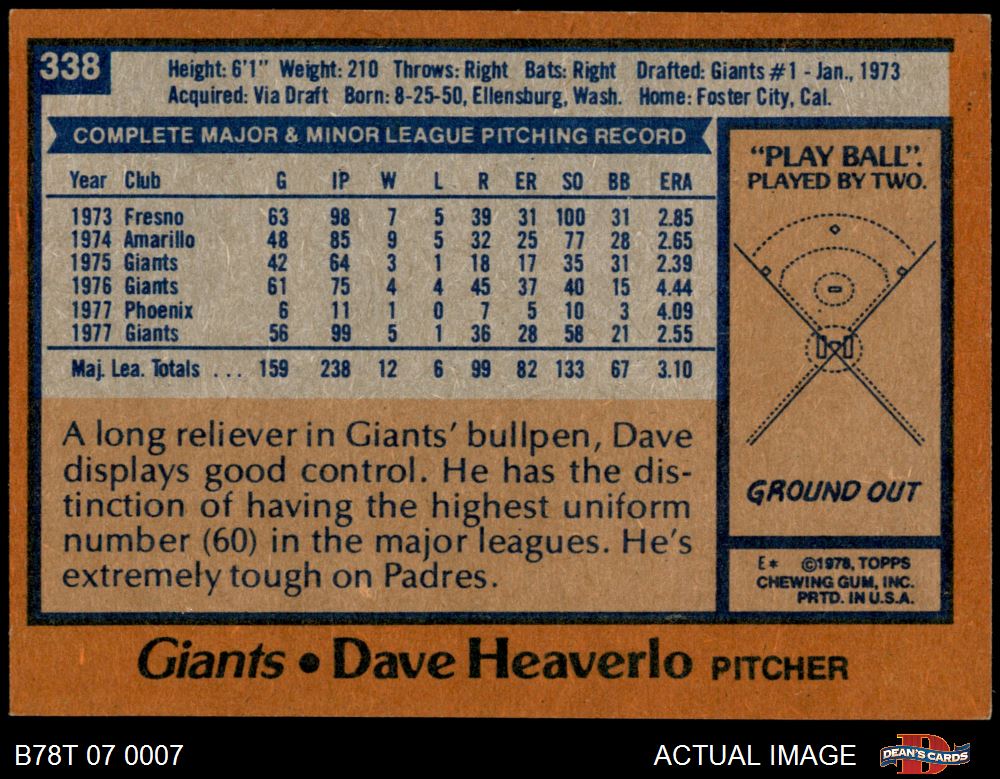 338
Height: 6'1" Weight: 210 Throws: Right Bats: Right Drafted: Giants #1 - Jan., 1973
Acquired: Via Draft Born: 8-25-50, Ellensburg, Wash. Home: Foster City, Cal.
COMPLETE MAJOR & MINOR LEAGUE PITCHING RECORD
Year Club G IP W L R ER SO BB ERA
1973 Fresno 63 98 7 5 39 31 100 31 2.85
1974 Amarillo 48 85 9 5 32 25 77 28 2.65
1975 Giants 42 64 3 1 18 17 35 31 2.39
1976 Giants 61 75 4 4 45 37 40 15 4.44
1977 Phoenix 6 11 1 0 7 5 10 3 4.09
1977 Giants 56 99 5 1 36 28 58 21 2.55
Maj. Lea. Totals ... 159 238 12 6 99 82 133 67 3.10
A long reliever in Giants' bullpen, Dave
displays good control. He has the dis-
tinction of having the highest uniform
number (60) in the major leagues. He's
extremely tough on Padres.
"PLAY BALL".
PLAYED BY TWO.
GROUND OUT
E* ©1978, TOPPS
CHEWING GUM, INC.
PRTD. IN U.S.A.
Giants • Dave Heaverlo PITCHER
B78T 07 0007
ACTUAL IMAGE
DEAN'S CARDS